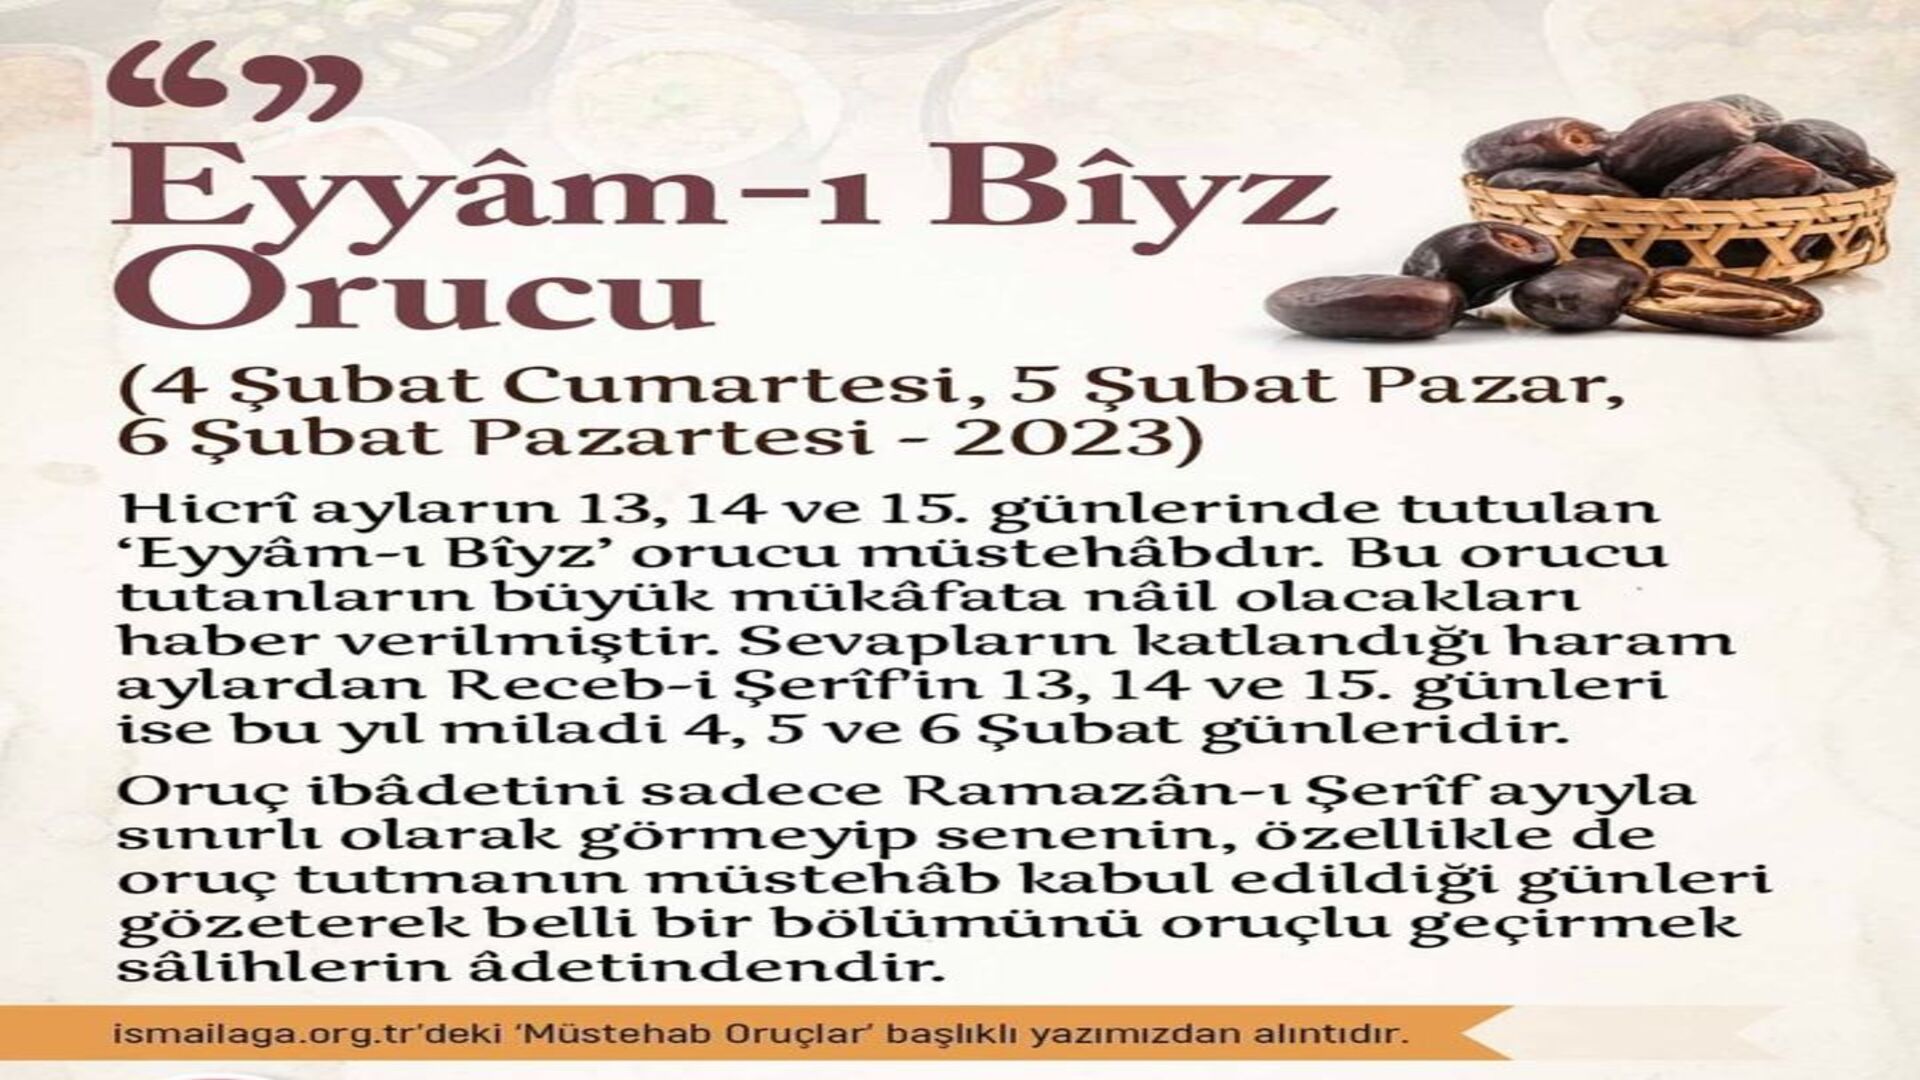 “”
Eyyâm-ı Bîyz
Orucu
(4 Şubat Cumartesi, 5 Şubat Pazar,
6 Şubat Pazartesi - 2023)
Hicrî ayların 13, 14 ve 15. günlerinde tutulan
‘Eyyâm-ı Bîyz’ orucu müstehâbdır. Bu orucu
tutanların büyük mükâfata nâil olacakları
haber verilmiştir. Sevapların katlandığı haram
aylardan Receb-i Şerîf'in 13, 14 ve 15. günleri
ise bu yıl miladi 4, 5 ve 6 Şubat günleridir.
Oruç ibâdetini sadece Ramazân-ı Şerîf ayıyla
sınırlı olarak görmeyip senenin, özellikle de
oruç tutmanın müstehâb kabul edildiği günleri
gözeterek belli bir bölümünü oruçlu geçirmek
sâlihlerin âdetindendir.
ismailaga.org.tr’deki ‘Müstehab Oruçlar’ başlıklı yazımızdan alıntıdır.